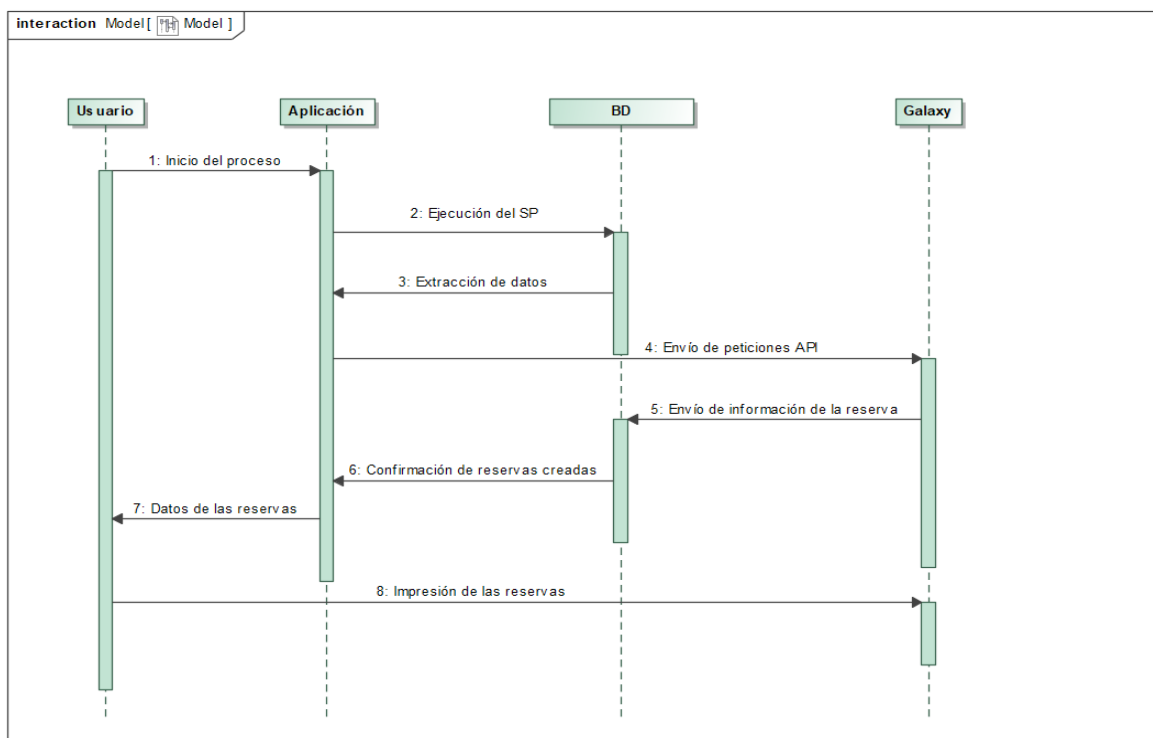 interaction Model [ Model ]
Usuario
Aplicación
BD
Galaxy
1: Inicio del proceso
2: Ejecución del SP
3: Extracción de datos
4: Envío de peticiones API
5: Envío de información de la reserva
6: Confirmación de reservas creadas
7: Datos de las reservas
8: Impresión de las reservas